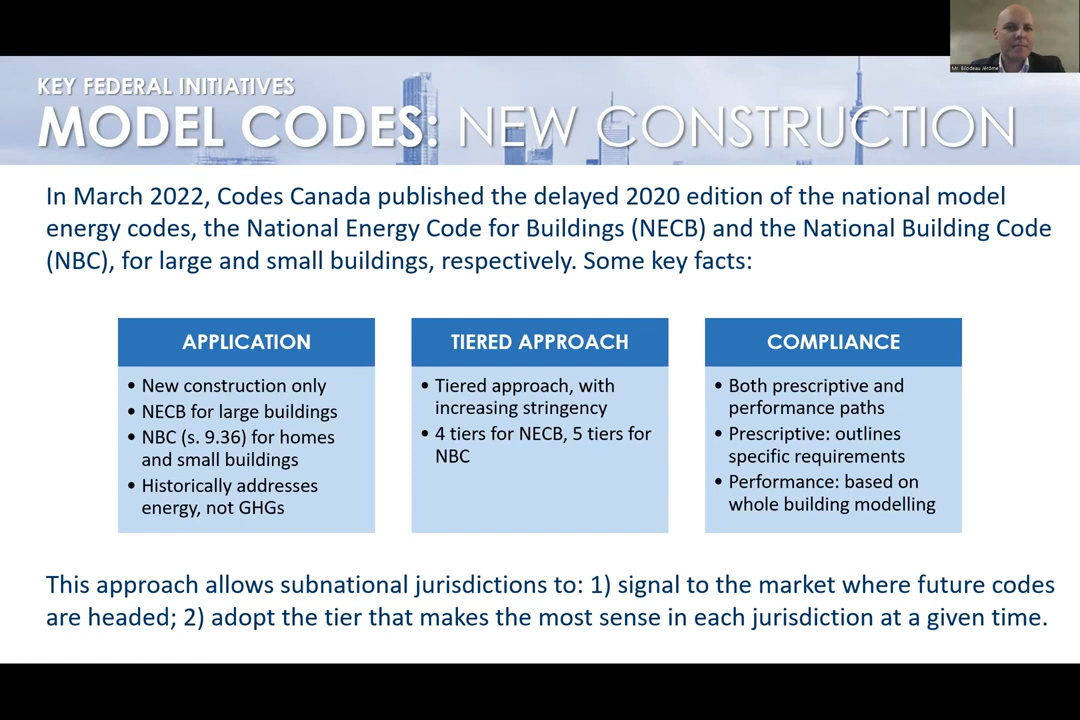 Mr. Bilodeau Jérôme
KEY FEDERAL INITIATIVES
MODEL CODES: NEW CONSTRUCTION
In March 2022, Codes Canada published the delayed 2020 edition of the national model
energy codes, the National Energy Code for Buildings (NECB) and the National Building Code
(NBC), for large and small buildings, respectively. Some key facts:
APPLICATION
• New construction only
• NECB for large buildings
• NBC (s. 9.36) for homes
and small buildings
• Historically addresses
energy, not GHGs
TIERED APPROACH
• Tiered approach, with
increasing stringency
• 4 tiers for NECB, 5 tiers for
NBC
COMPLIANCE
• Both prescriptive and
performance paths
• Prescriptive: outlines
specific requirements
• Performance: based on
whole building modelling
This approach allows subnational jurisdictions to: 1) signal to the market where future codes
are headed; 2) adopt the tier that makes the most sense in each jurisdiction at a given time.